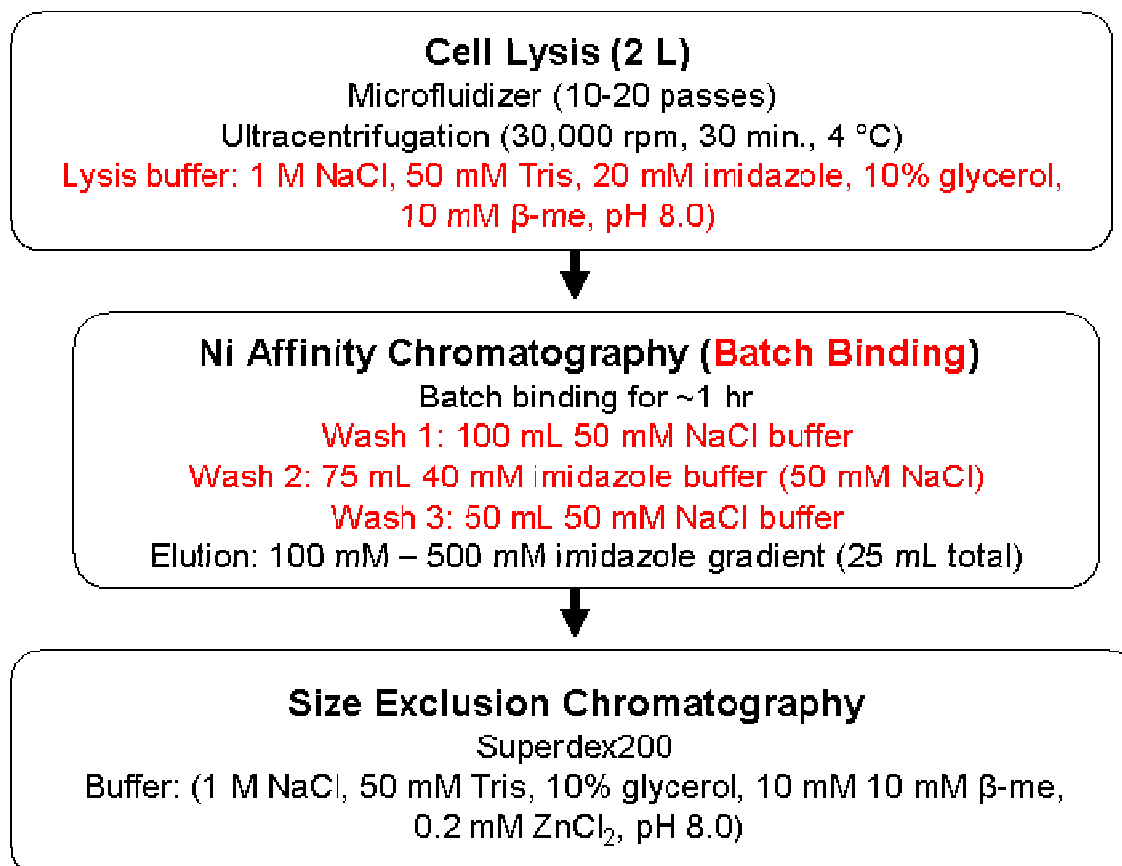 Cell Lysis (2 L)
Microfluidizer (10-20 passes)
Ultracentrifugation (30,000 rpm, 30 min., 4 °C)
Lysis buffer: 1 M NaCl, 50 mM Tris, 20 mM imidazole, 10% glycerol,
10 mM β-me, pH 8.0)
Ni Affinity Chromatography (Batch Binding)
Batch binding for ~1 hr
Wash 1: 100 mL 50 mM NaCl buffer
Wash 2: 75 mL 40 mM imidazole buffer (50 mM NaCl)
Wash 3: 50 mL 50 mM NaCl buffer
Elution: 100 mM – 500 mM imidazole gradient (25 mL total)
Size Exclusion Chromatography
Superdex200
Buffer: (1 M NaCl, 50 mM Tris, 10% glycerol, 10 mM 10 mM β-me,
0.2 mM ZnCl₂, pH 8.0)